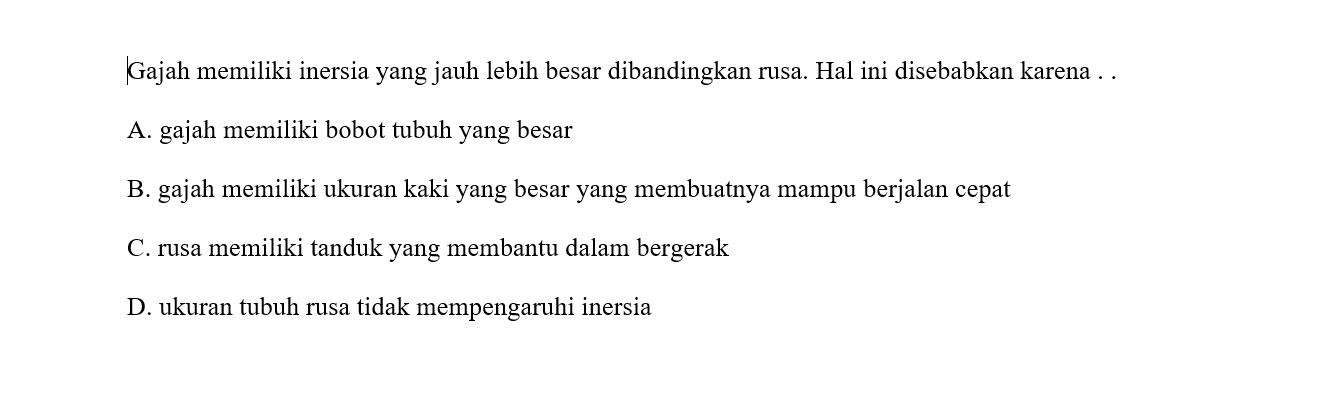 Gajah memiliki inersia yang jauh lebih besar dibandingkan rusa. Hal ini disebabkan karena . .
A. gajah memiliki bobot tubuh yang besar
B. gajah memiliki ukuran kaki yang besar yang membuatnya mampu berjalan cepat
C. rusa memiliki tanduk yang membantu dalam bergerak
D. ukuran tubuh rusa tidak mempengaruhi inersia